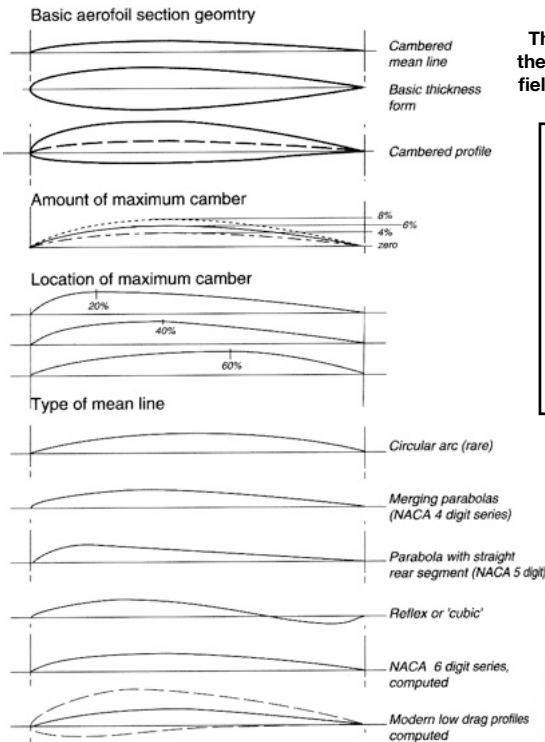 Basic aerofoil section geomtry
Cambered
mean line
Basic thickness
form
Cambered profile
Amount of maximum camber
8%
6%
4%
zero
Location of maximum camber
20%
40%
60%
Type of mean line
Circular arc (rare)
Merging parabolas
(NACA 4 digit series)
Parabola with straight
rear segment (NACA 5 digit)
Reflex or 'cubic'
NACA 6 digit series,
computed
Modern low drag profiles
computed
the
fiel